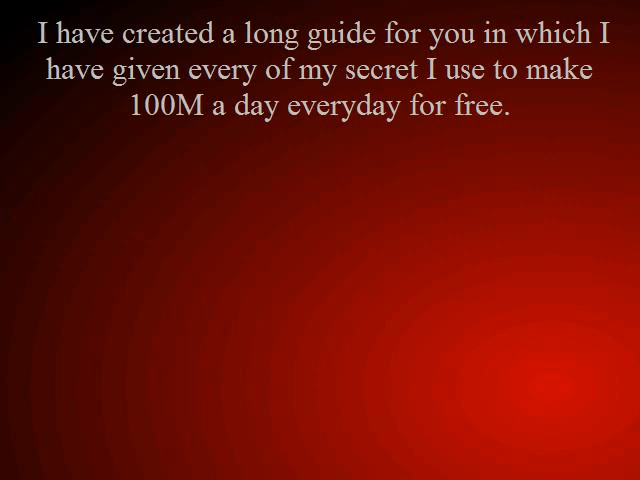 I have created a long guide for you in which I
have given every of my secret I use to make
100M a day everyday for free.